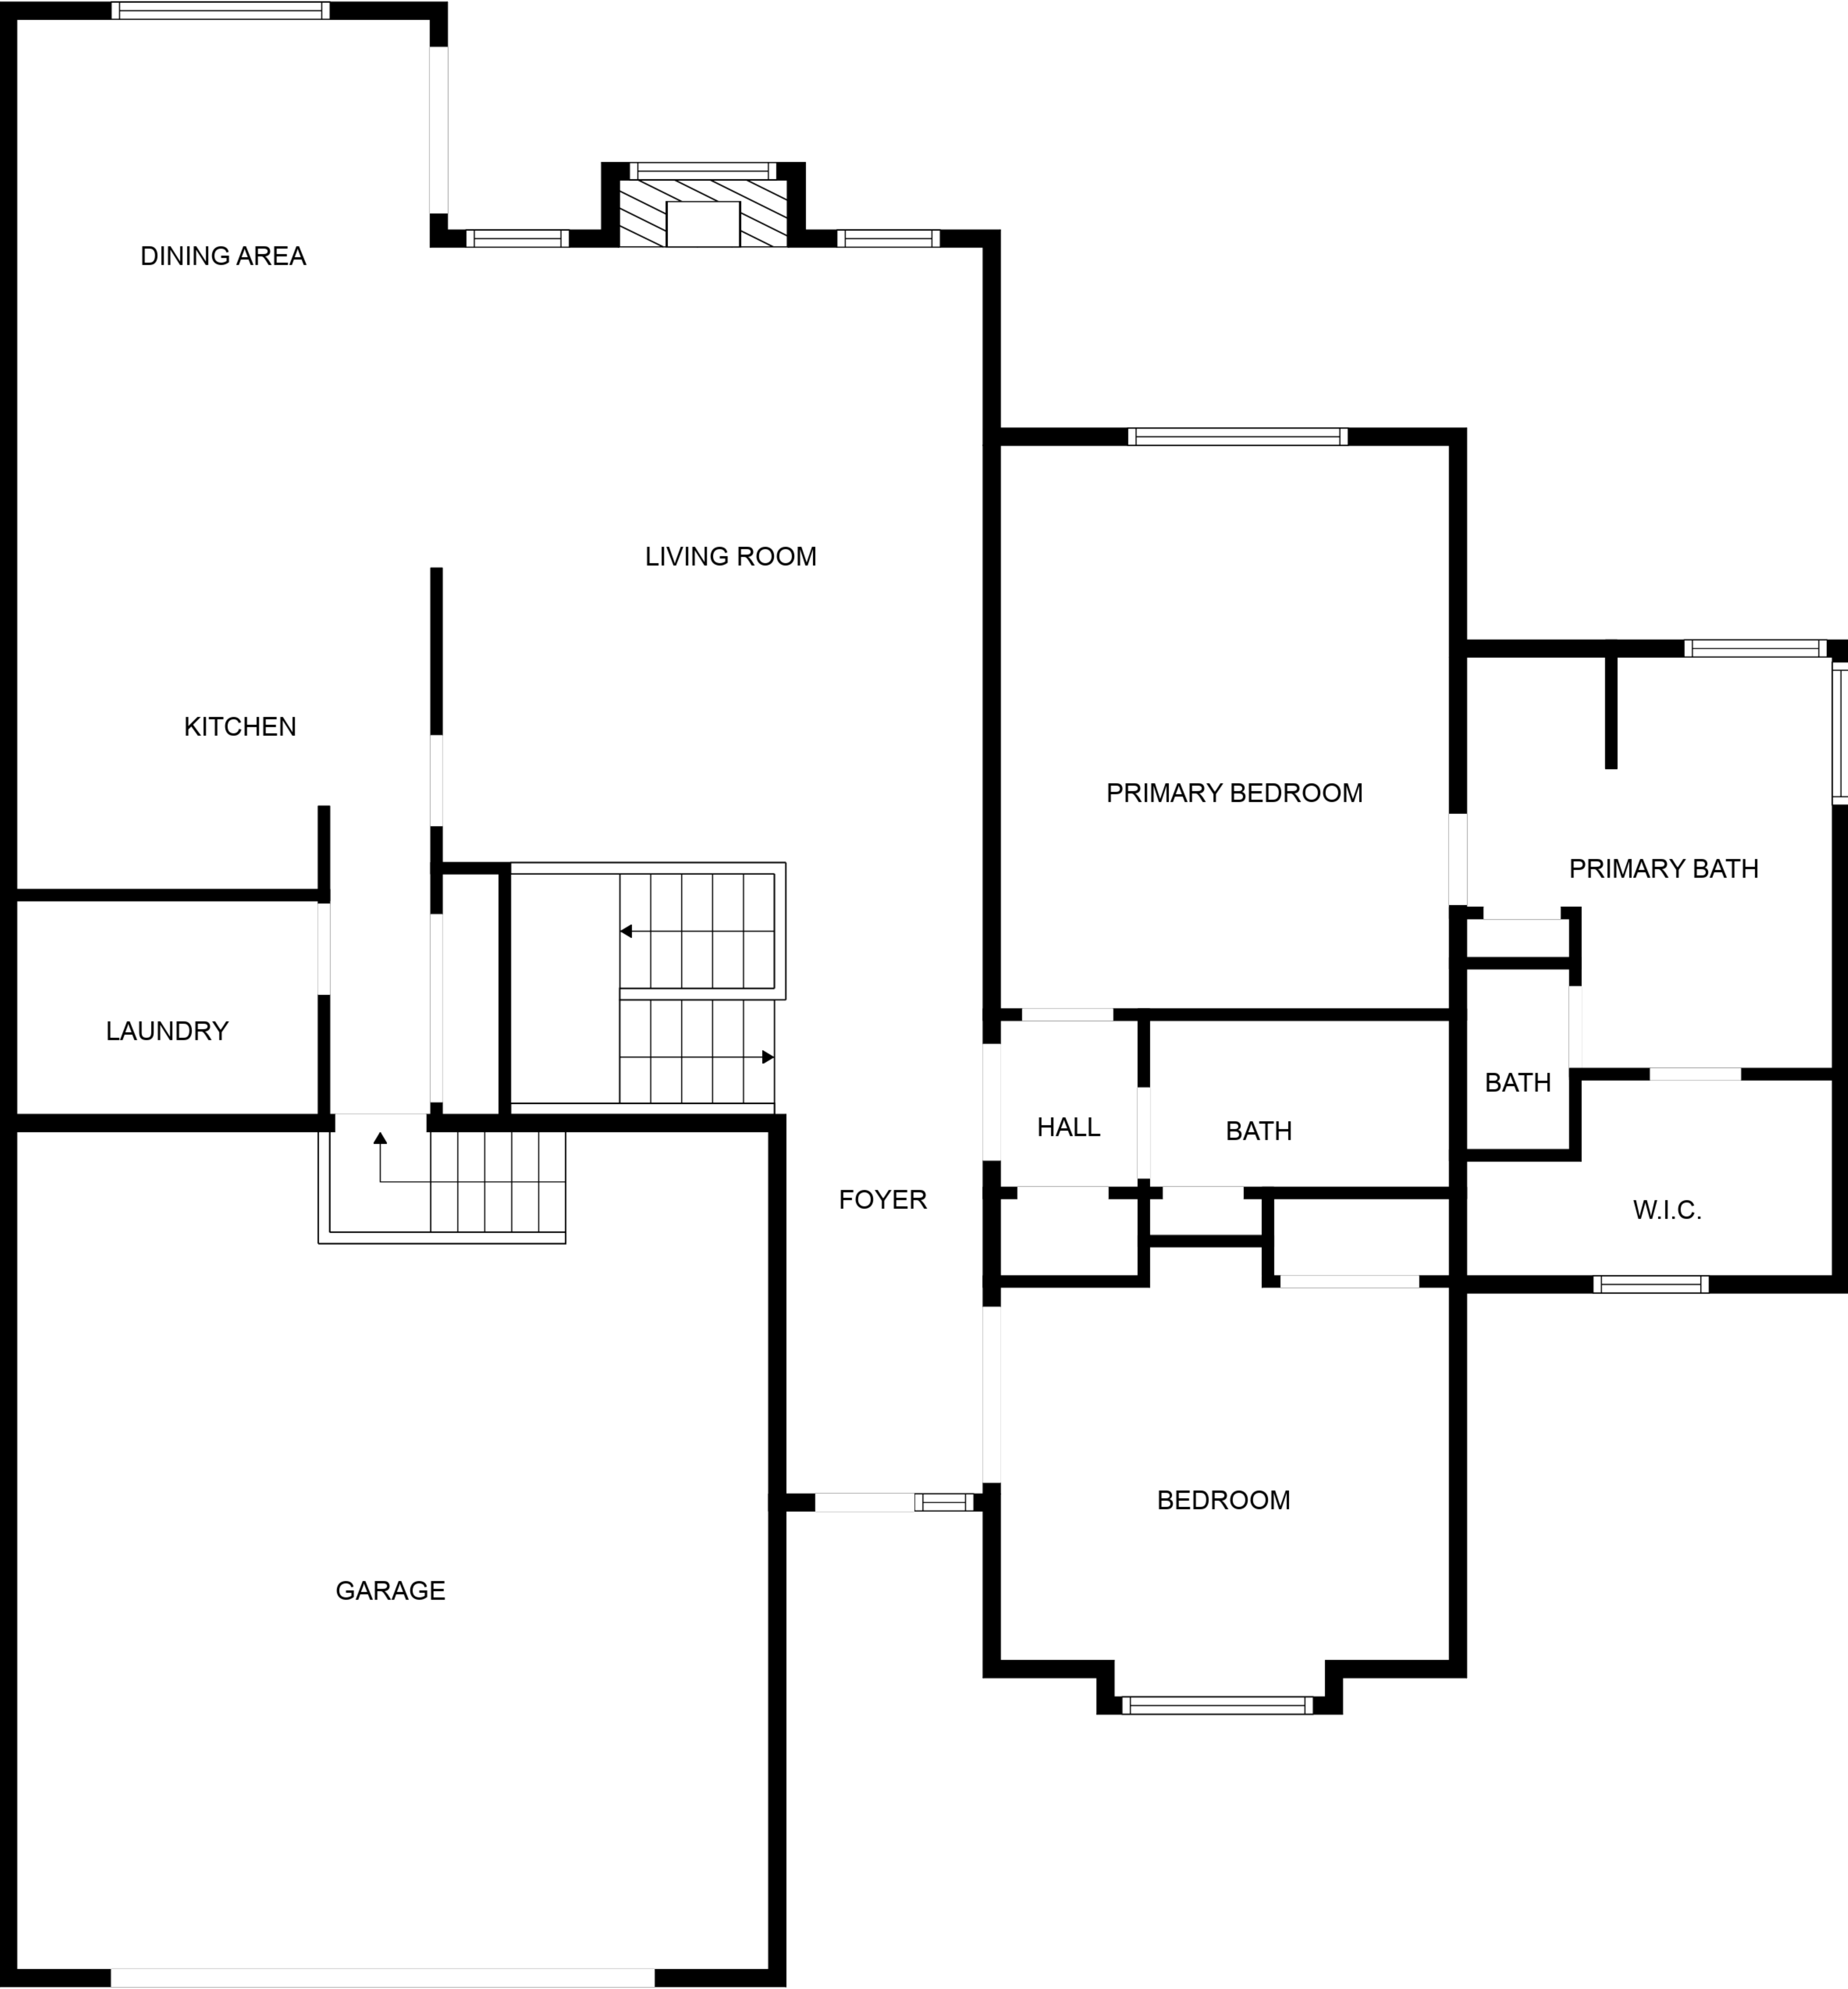 DINING AREA
LIVING ROOM
KITCHEN
PRIMARY BEDROOM
PRIMARY BATH
LAUNDRY
BATH
HALL
BATH
FOYER
W.I.C.
BEDROOM
GARAGE